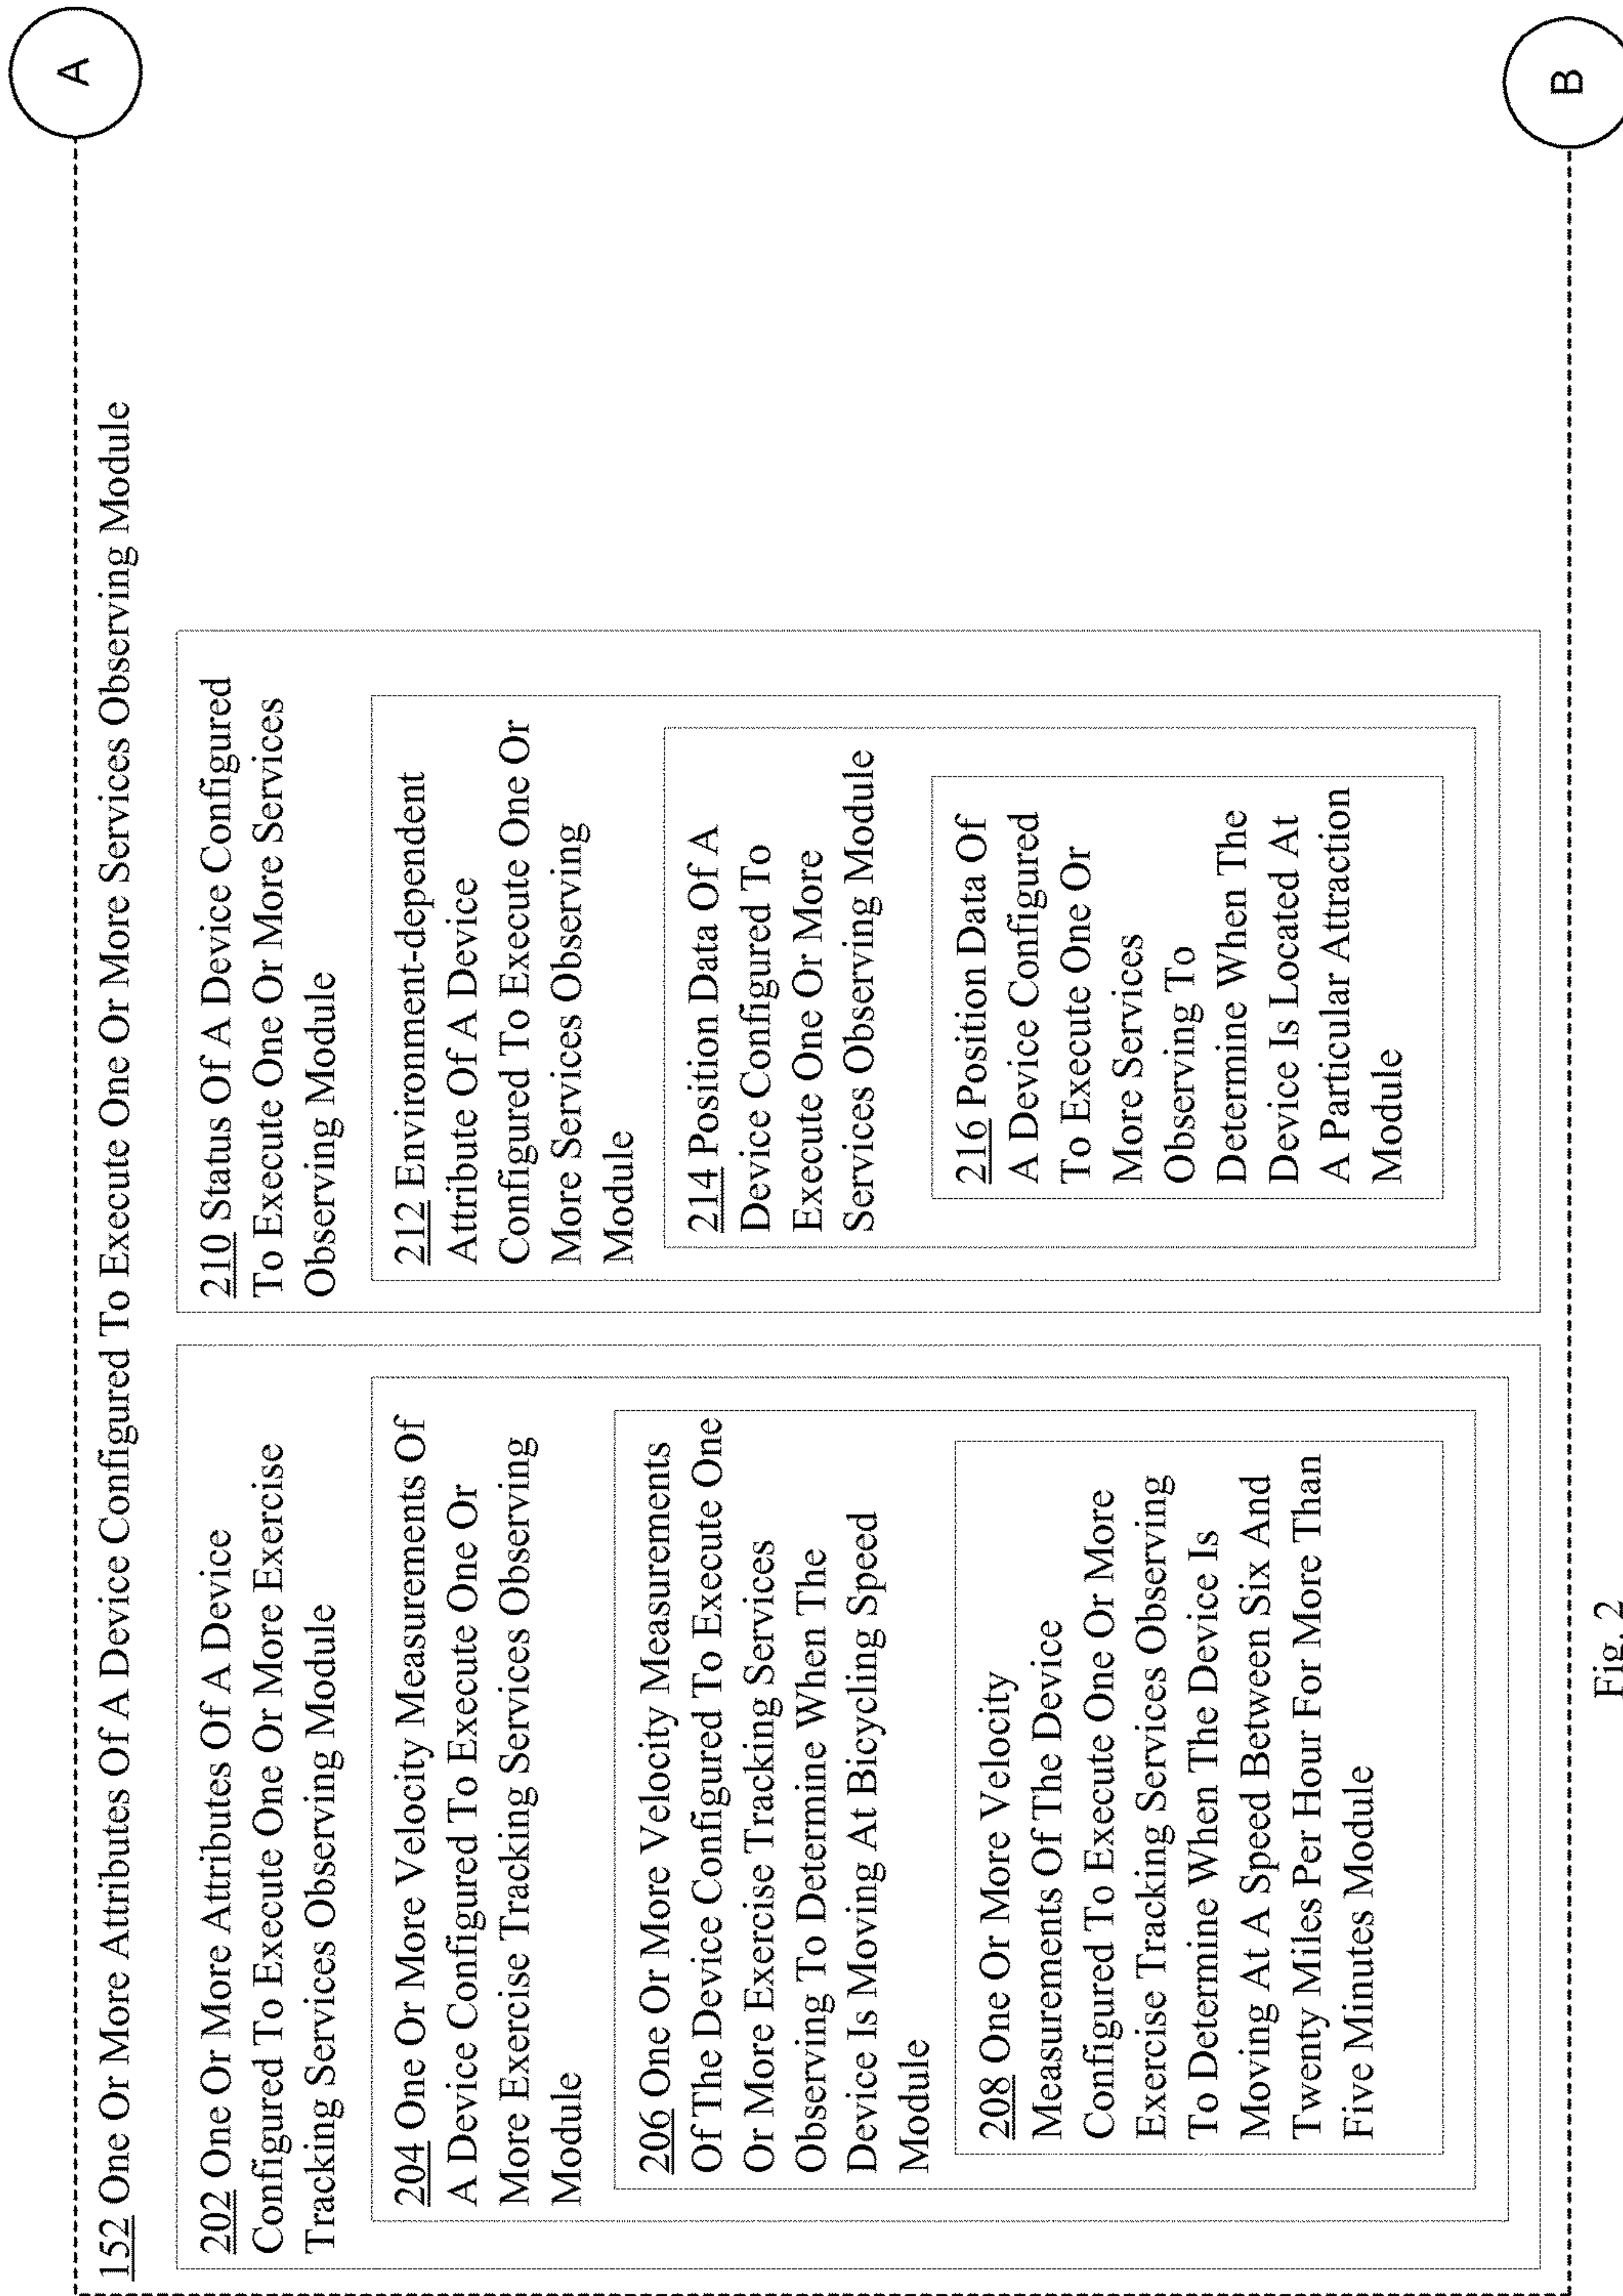 A
152 One Or More Attributes Of A Device Configured To Execute One Or More Services Observing Module
202 One Or More Attributes Of A Device
Configured To Execute One Or More Exercise
Tracking Services Observing Module
204 One Or More Velocity Measurements Of
A Device Configured To Execute One Or
More Exercise Tracking Services Observing
Module
206 One Or More Velocity Measurements
Of The Device Configured To Execute One
Or More Exercise Tracking Services
Observing To Determine When The
Device Is Moving At Bicycling Speed
Module
208 One Or More Velocity
Measurements Of The Device
Configured To Execute One Or More
Exercise Tracking Services Observing
To Determine When The Device Is
Moving At A Speed Between Six And
Twenty Miles Per Hour For More Than
Five Minutes Module
210 Status Of A Device Configured
To Execute One Or More Services
Observing Module
212 Environment-dependent
Attribute Of A Device
Configured To Execute One Or
More Services Observing
Module
214 Position Data Of A
Device Configured To
Execute One Or More
Services Observing Module
216 Position Data Of
A Device Configured
To Execute One Or
More Services
Observing To
Determine When The
Device Is Located At
A Particular Attraction
Module
B
Fig. 2